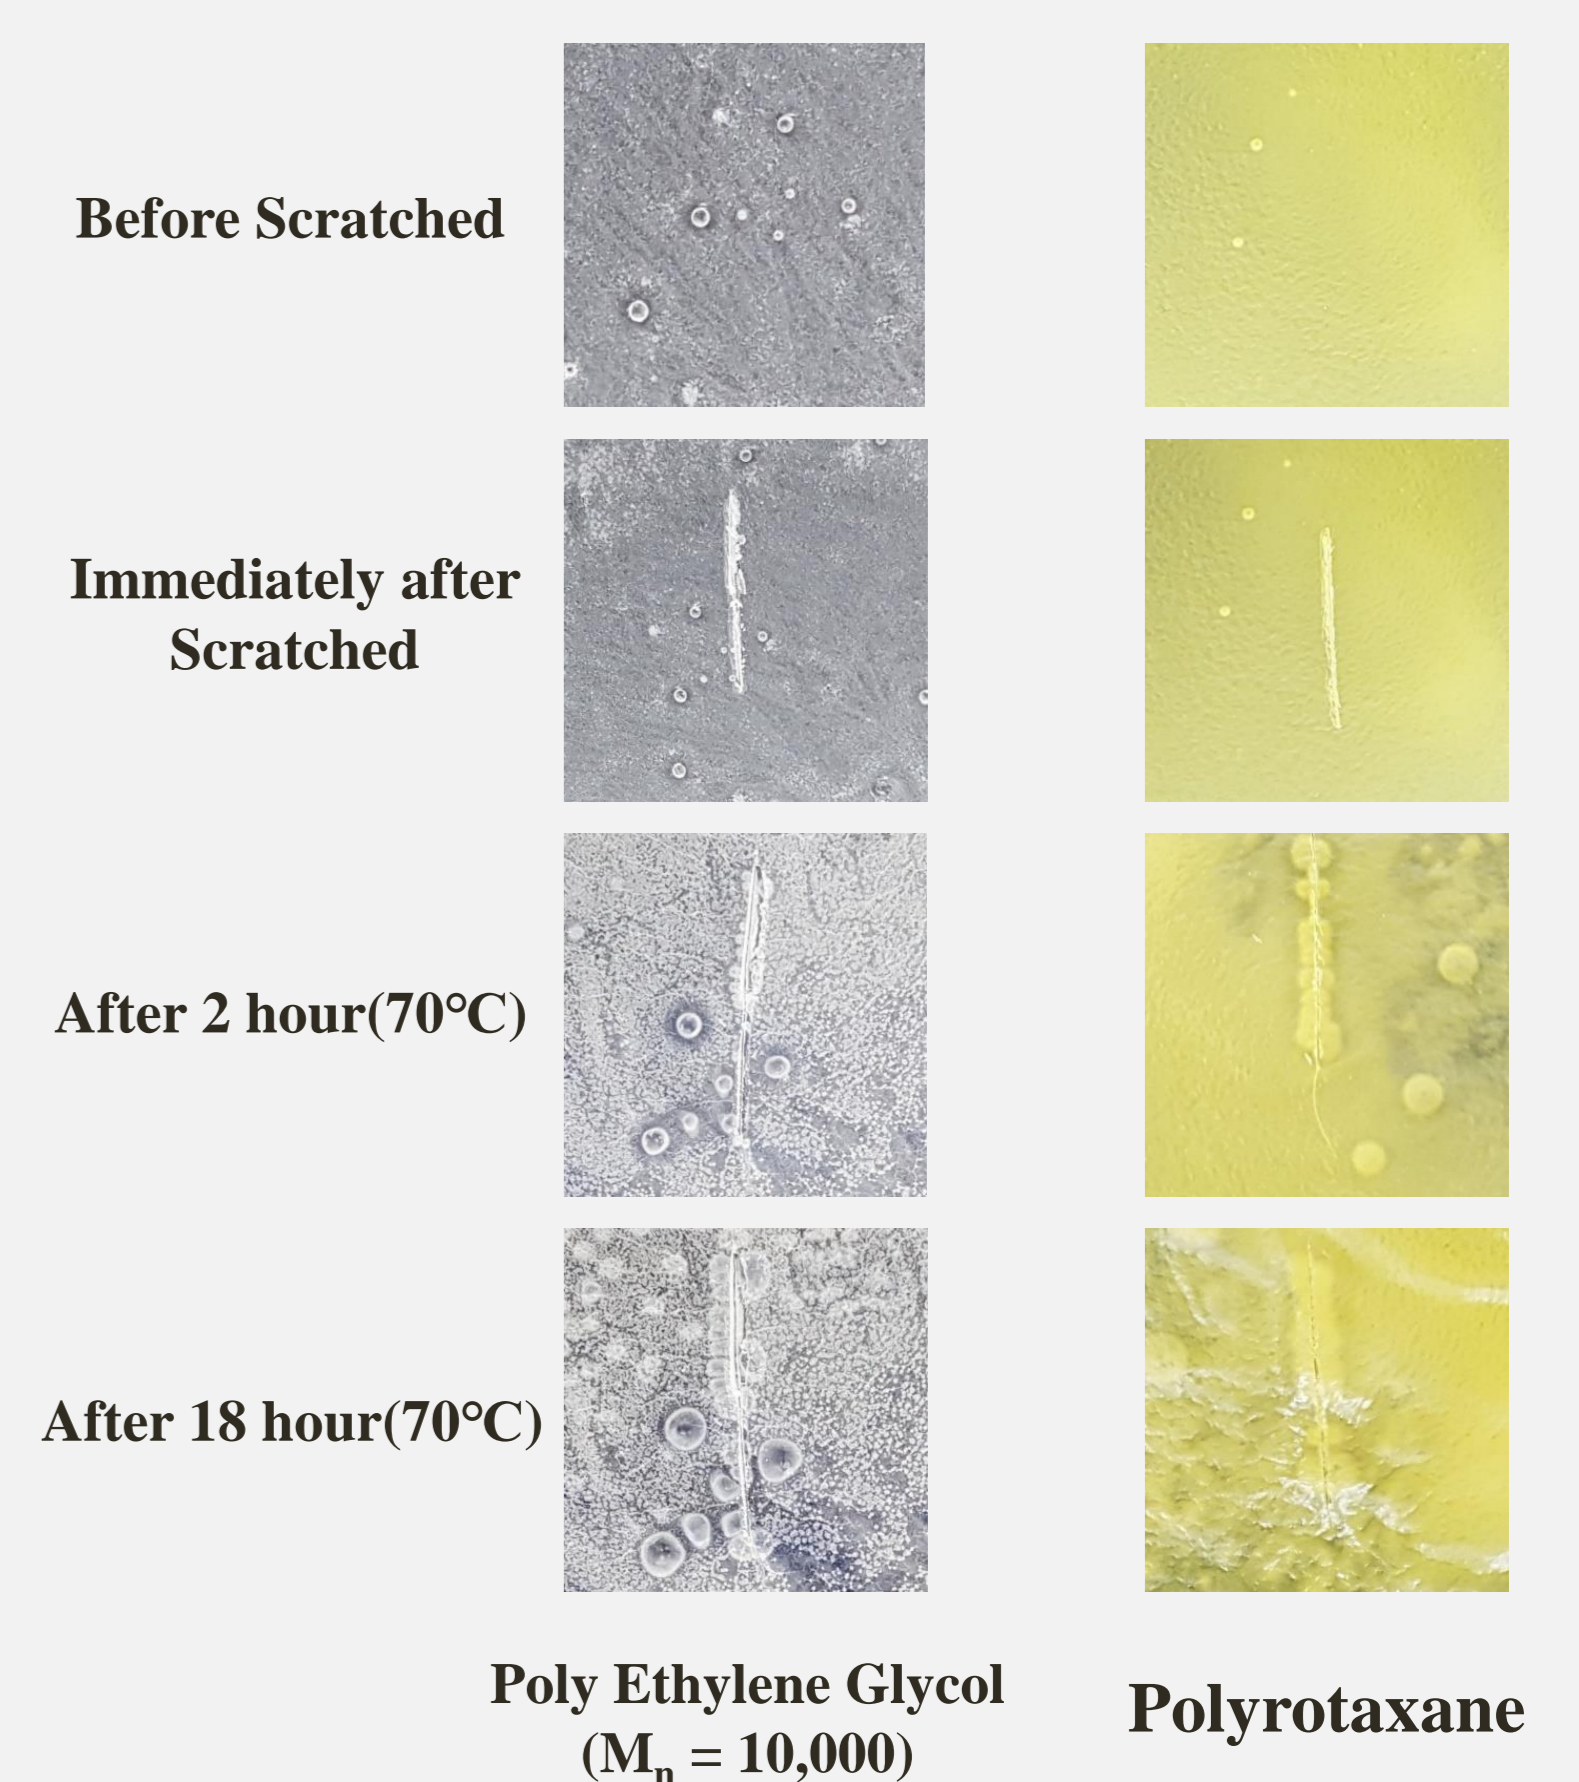 Before Scratched
Immediately after
Scratched
After 2 hour(70°C)
After 18 hour(70°C)
Poly Ethylene Glycol
(Mn = 10,000)
Polyrotaxane